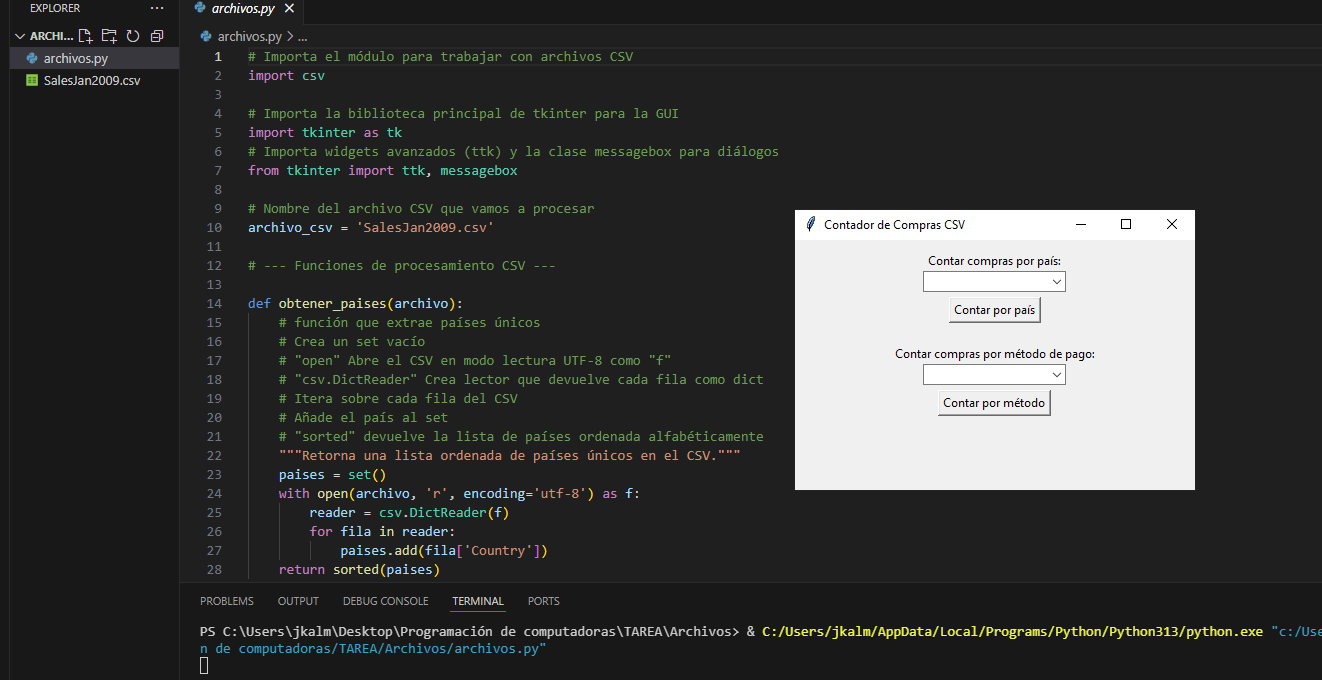 EXPLORER
ARCHI...
archivos.py
SalesJan2009.csv
archivos.py
archivos.py > ...
1 # Importa el módulo para trabajar con archivos CSV
2 import csv
3
4 # Importa la biblioteca principal de tkinter para la GUI
5 import tkinter as tk
6 # Importa widgets avanzados (ttk) y la clase messagebox para diálogos
7 from tkinter import ttk, messagebox
8
9 # Nombre del archivo CSV que vamos a procesar
10 archivo_csv = 'SalesJan2009.csv'
11
12 # --- Funciones de procesamiento CSV ---
13
14 def obtener_paises(archivo):
15 # función que extrae países únicos
16 # Crea un set vacío
17 # "open" Abre el CSV en modo lectura UTF-8 como "f"
18 # "csv.DictReader" Crea lector que devuelve cada fila como dict
19 # Itera sobre cada fila del CSV
20 # Añade el país al set
21 # "sorted" devuelve la lista de países ordenada alfabéticamente
22 """Retorna una lista ordenada de países únicos en el CSV."""
23 paises = set()
24 with open(archivo, 'r', encoding='utf-8') as f:
25 reader = csv.DictReader(f)
26 for fila in reader:
27 paises.add(fila['Country'])
28 return sorted(paises)
Contador de Compras CSV
Contar compras por país:
Contar por país
Contar compras por método de pago:
Contar por método
PROBLEMS OUTPUT DEBUG CONSOLE TERMINAL PORTS
PS C:\Users\jkalm\Desktop\Programación de computadoras\TAREA\Archivos> & C:/Users/jkalm/AppData/Local/Programs/Python/Python313/python.exe "c:/Use
n de computadoras/TAREA/Archivos/archivos.py"